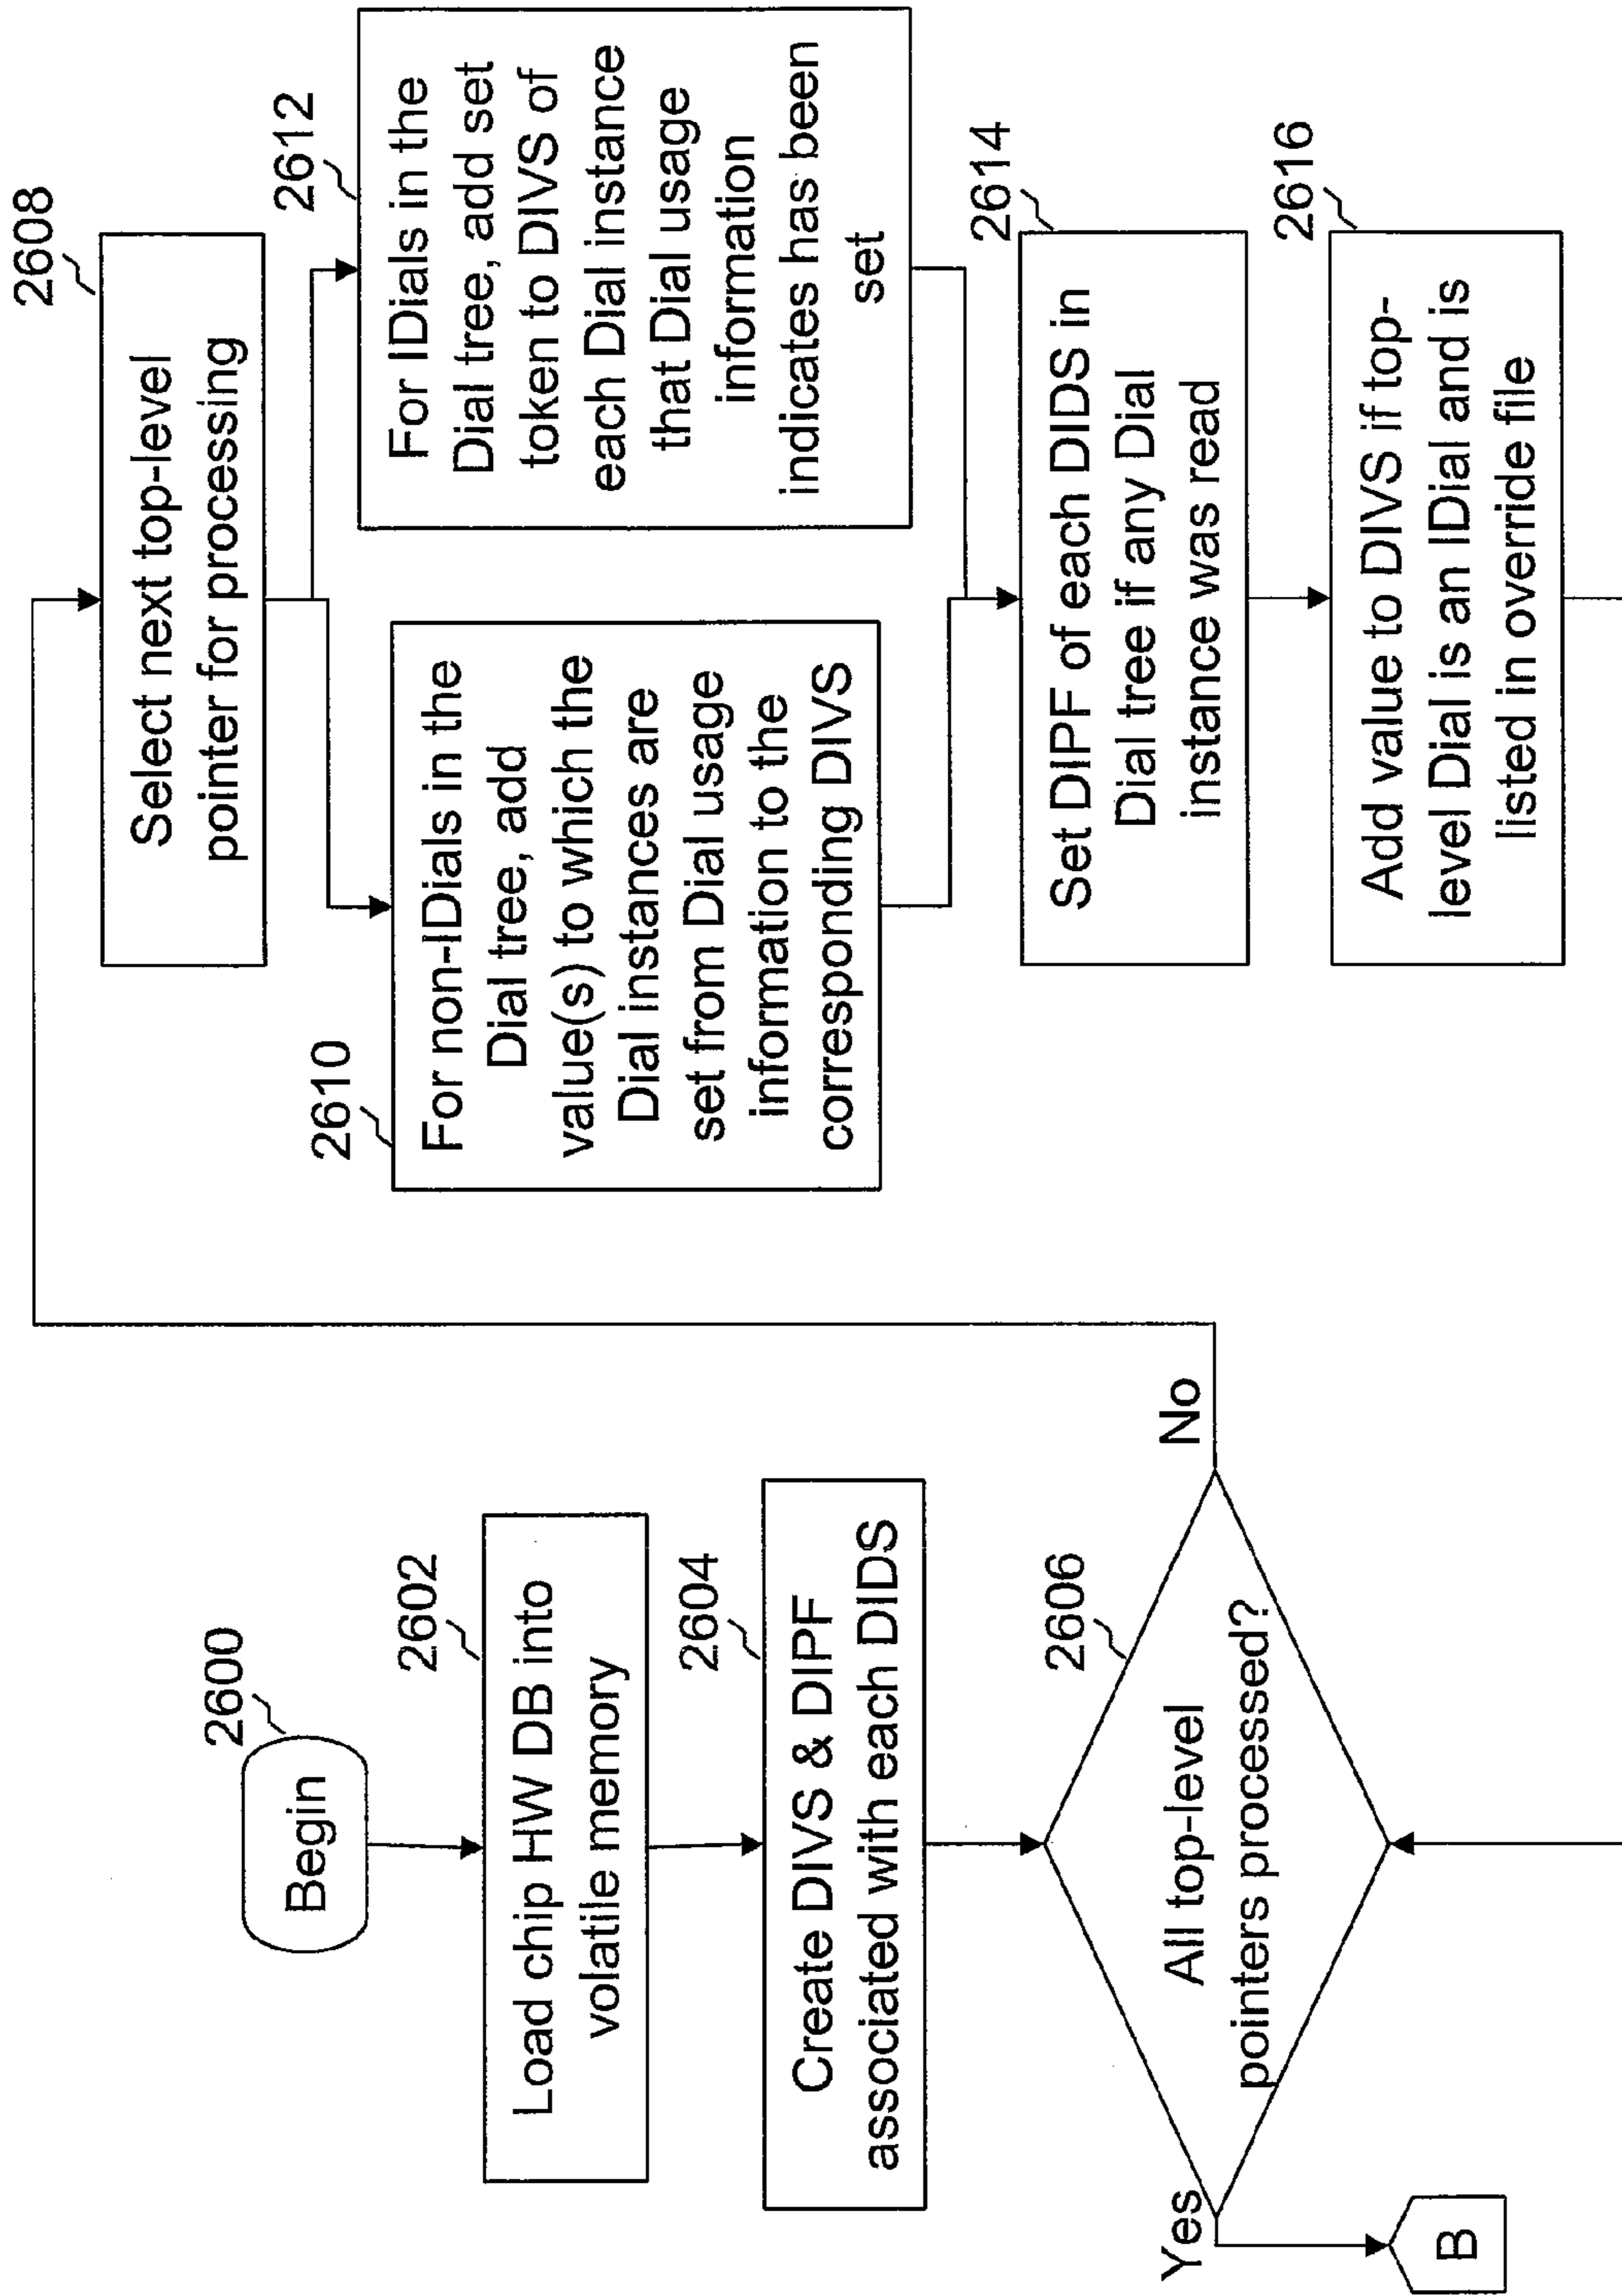 2600
Begin
2602
Load chip HW DB into
volatile memory
2604
Create DIVS & DIPF
associated with each DIDS
2606
All top-level
pointers processed?
Yes
No
B
2608
Select next top-level
pointer for processing
2610
For non-IDials in the
Dial tree, add
value(s) to which the
Dial instances are
set from Dial usage
information to the
corresponding DIVS
2612
For IDials in the
Dial tree, add set
token to DIVS of
each Dial instance
that Dial usage
information
indicates has been
set
2614
Set DIPF of each DIDS in
Dial tree if any Dial
instance was read
2616
Add value to DIVS if top-
level Dial is an IDial and is
listed in override file